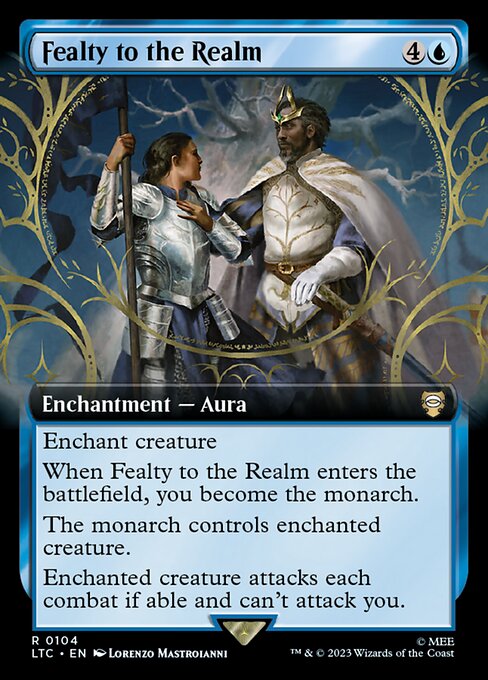 Fealty to the Realm 4
Enchantment — Aura
Enchant creature
When Fealty to the Realm enters the
battlefield, you become the monarch.
The monarch controls enchanted
creature.
Enchanted creature attacks each
combat if able and can't attack you.
R 0104
LTC • EN Lorenzo Mastroianni
© MEE
™ & © 2023 Wizards of the Coast